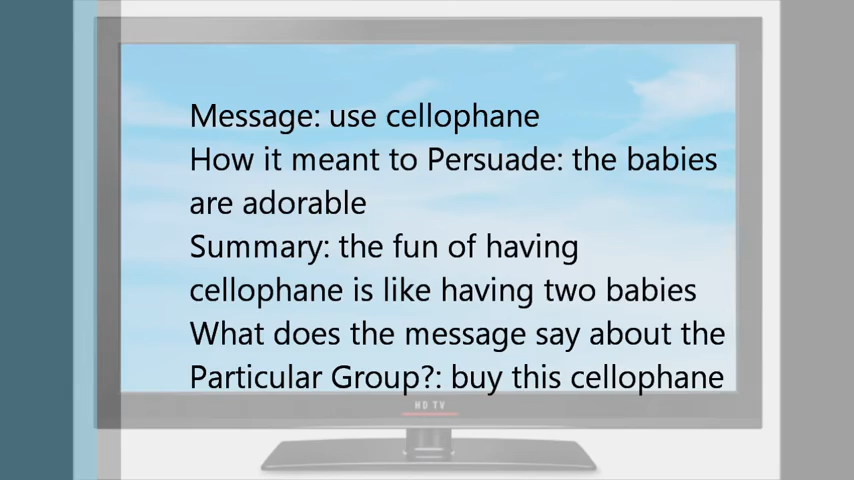 Message: use cellophane
How it meant to Persuade: the babies
are adorable
Summary: the fun of having
cellophane is like having two babies
What does the message say about the
Particular Group?: buy this cellophane
HD TV